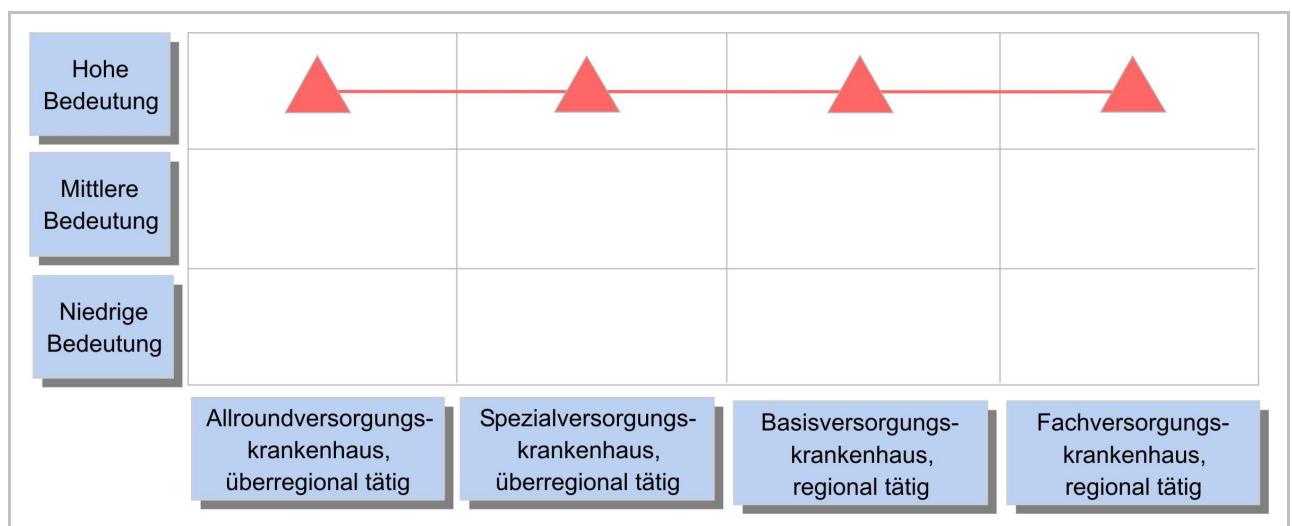 Hohe
Bedeutung
Mittlere
Bedeutung
Niedrige
Bedeutung
Allroundversorgungs-
krankenhaus,
überregional tätig
Spezialversorgungs-
krankenhaus,
überregional tätig
Basisversorgungs-
krankenhaus,
regional tätig
Fachversorgungs-
krankenhaus,
regional tätig